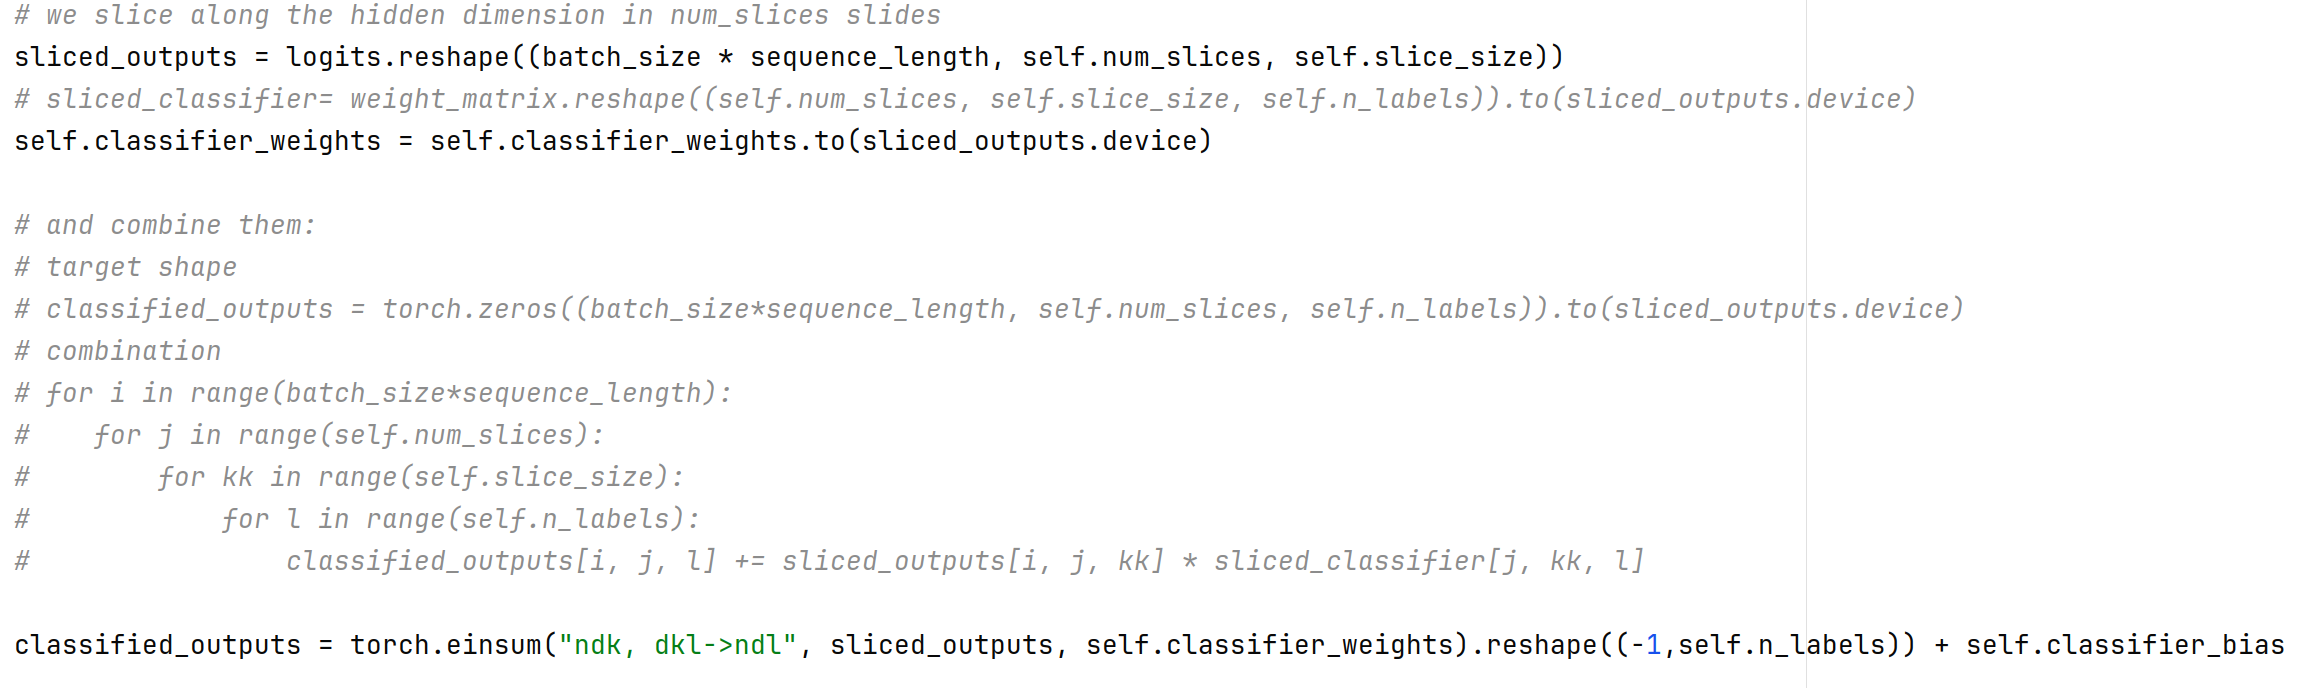 # we slice along the hidden dimension in num_slices slides
sliced_outputs = logits.reshape((batch_size * sequence_length, self.num_slices, self.slice_size))
# sliced_classifier= weight_matrix.reshape((self.num_slices, self.slice_size, self.n_labels)).to(sliced_outputs.device)
self.classifier_weights = self.classifier_weights.to(sliced_outputs.device)

# and combine them:
# target shape
# classified_outputs = torch.zeros((batch_size*sequence_length, self.num_slices, self.n_labels)).to(sliced_outputs.device)
# combination
# for i in range(batch_size*sequence_length):
#    for j in range(self.num_slices):
#        for kk in range(self.slice_size):
#            for l in range(self.n_labels):
#                classified_outputs[i, j, l] += sliced_outputs[i, j, kk] * sliced_classifier[j, kk, l]

classified_outputs = torch.einsum("ndk, dkl->ndl", sliced_outputs, self.classifier_weights).reshape((-1,self.n_labels)) + self.classifier_bias